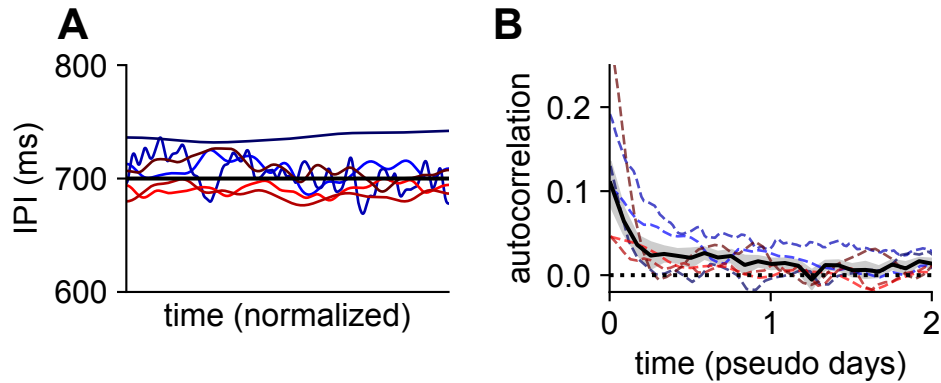 A
IPI (ms)
800
700
600
time (normalized)
B
autocorrelation
0.2
0.1
0.0
0
1
2
time (pseudo days)